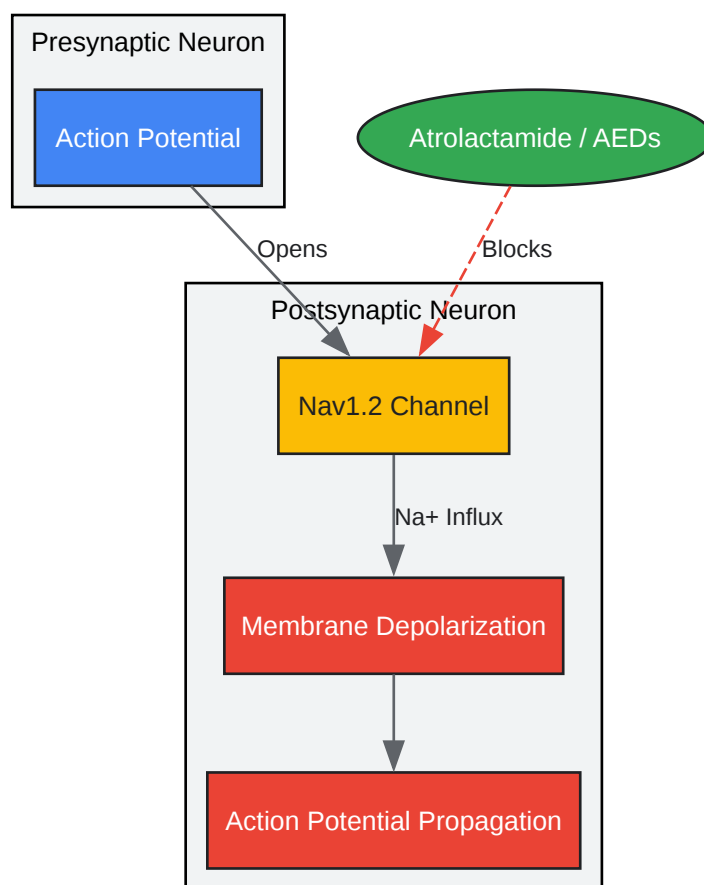 Presynaptic Neuron
Action Potential
Atrolactamide / AEDs
Opens
Blocks
Postsynaptic Neuron
Nav1.2 Channel
Na+ Influx
Membrane Depolarization
Action Potential Propagation